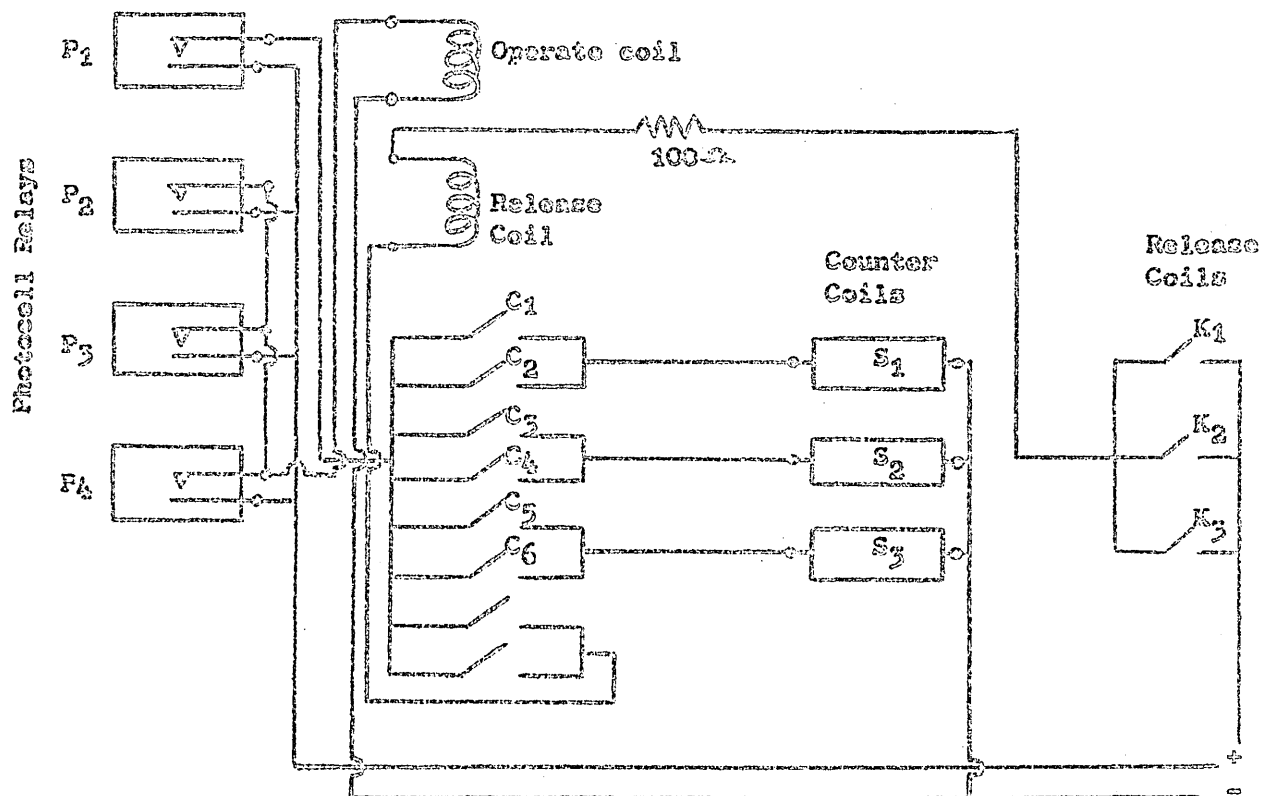 P1
P2
P3
P4
Photocell Relays
Operate coil
100Ω
Release
Coil
Counter
Coils
Release
Coils
C1
C2
C3
C4
C5
C6
S1
S2
S3
K1
K2
K3
+
-